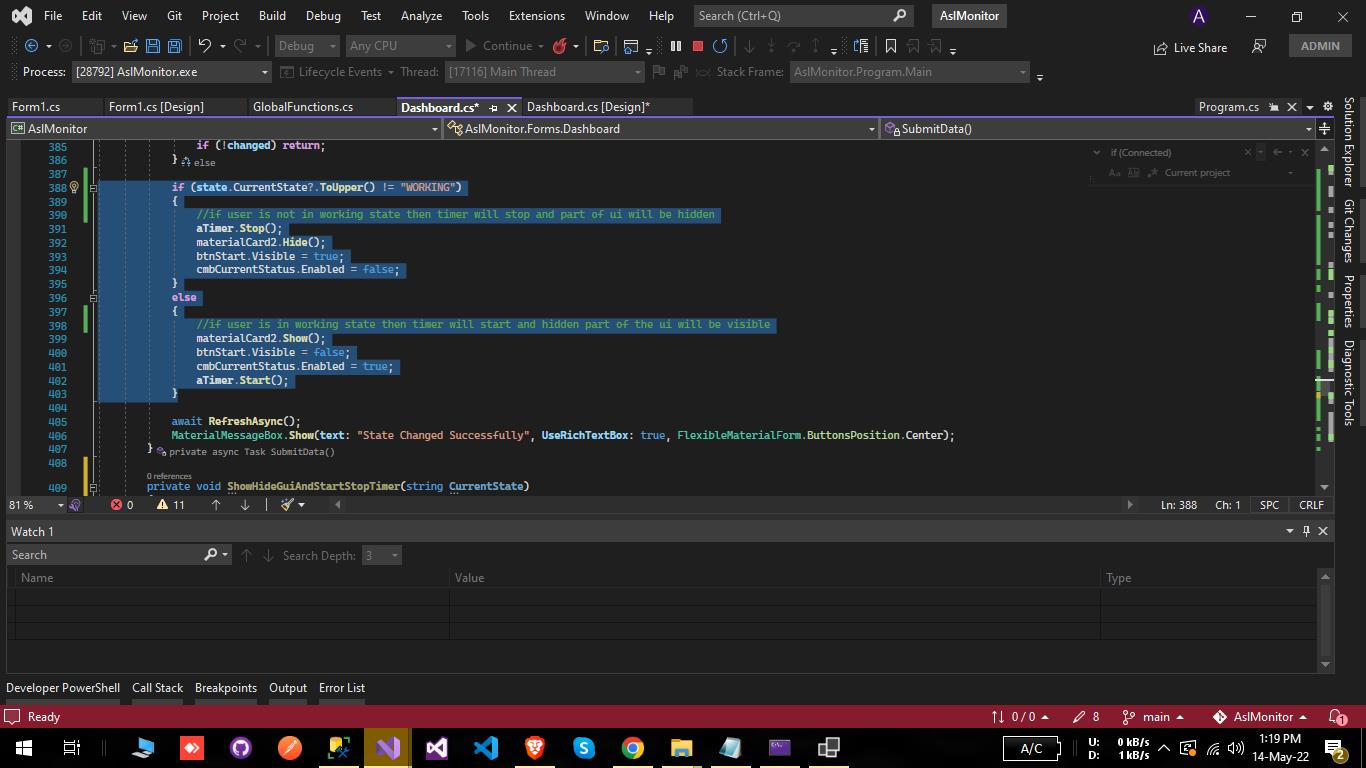 File Edit View Git Project Build Debug Test Analyze Tools Extensions Window Help Search (Ctrl+Q) AslMonitor A
Debug Any CPU Continue Live Share ADMIN
Process: [28792] AslMonitor.exe Lifecycle Events Thread: [17116] Main Thread Stack Frame: AslMonitor.Program.Main
Form1.cs Form1.cs [Design] GlobalFunctions.cs Dashboard.cs* Dashboard.cs [Design]* Program.cs
C# AslMonitor AslMonitor.Forms.Dashboard SubmitData()
if (Connected)
Aa Ab Current project
385 if (!changed) return;
386 } else
387
388 if (state.CurrentState?.ToUpper() != "WORKING")
389 {
390 //if user is not in working state then timer will stop and part of ui will be hidden
391 aTimer.Stop();
392 materialCard2.Hide();
393 btnStart.Visible = true;
394 cmbCurrentStatus.Enabled = false;
395 }
396 else
397 {
398 //if user is in working state then timer will start and hidden part of the ui will be visible
399 materialCard2.Show();
400 btnStart.Visible = false;
401 cmbCurrentStatus.Enabled = true;
402 aTimer.Start();
403 }
404
405 await RefreshAsync();
406 MaterialMessageBox.Show(text: "State Changed Successfully", UseRichTextBox: true, FlexibleMaterialForm.ButtonsPosition.Center);
407 } private async Task SubmitData()
408
0 references
409 private void ShowHideGuiAndStartStopTimer(string CurrentState)
81 % 0 11 Ln: 388 Ch: 1 SPC CRLF
Solution Explorer
Git Changes
Properties
Diagnostic Tools
Watch 1
Search Search Depth: 3
Name Value Type
Developer PowerShell Call Stack Breakpoints Output Error List
Ready 0 / 0 8 main AslMonitor 1
A/C U: 0 kB/s 1:19 PM
D: 1 kB/s 14-May-22 2